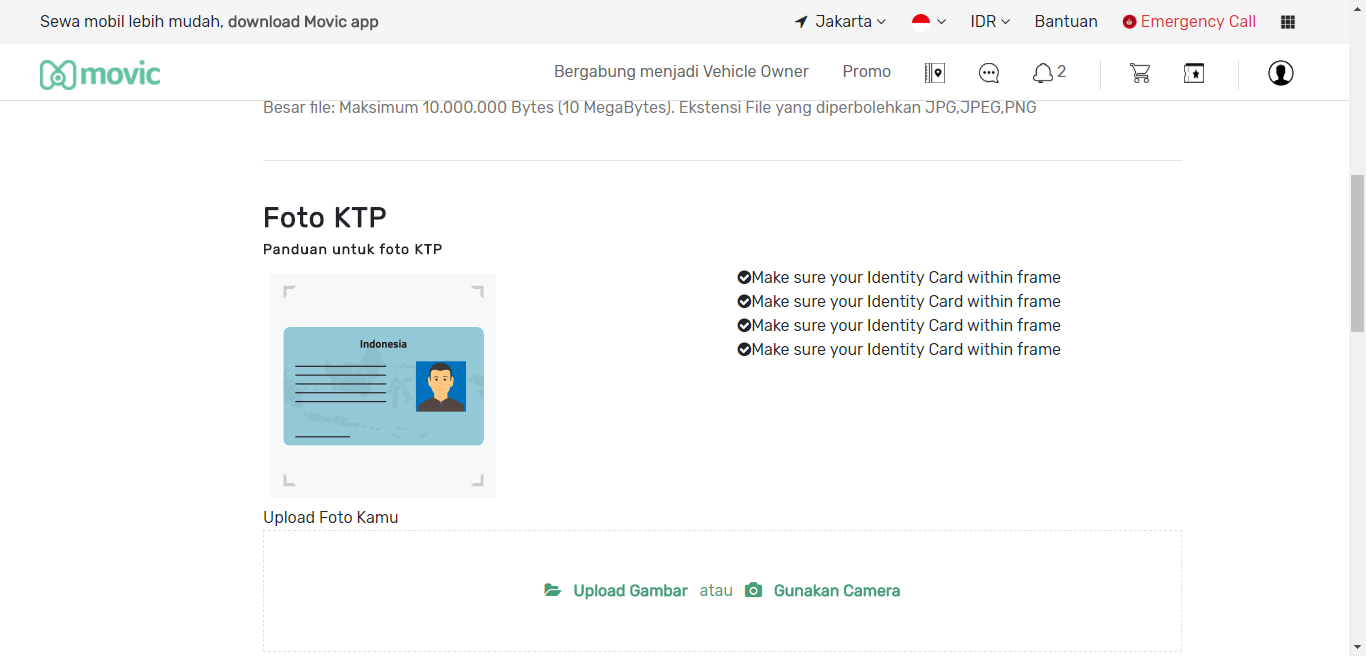 Sewa mobil lebih mudah, download Movic app
Jakarta
IDR
Bantuan
Emergency Call
movic
Bergabung menjadi Vehicle Owner
Promo
2
Besar file: Maksimum 10.000.000 Bytes (10 MegaBytes). Ekstensi File yang diperbolehkan JPG,JPEG,PNG
Foto KTP
Panduan untuk foto KTP
Indonesia
Make sure your Identity Card within frame
Make sure your Identity Card within frame
Make sure your Identity Card within frame
Make sure your Identity Card within frame
Upload Foto Kamu
Upload Gambar atau Gunakan Camera